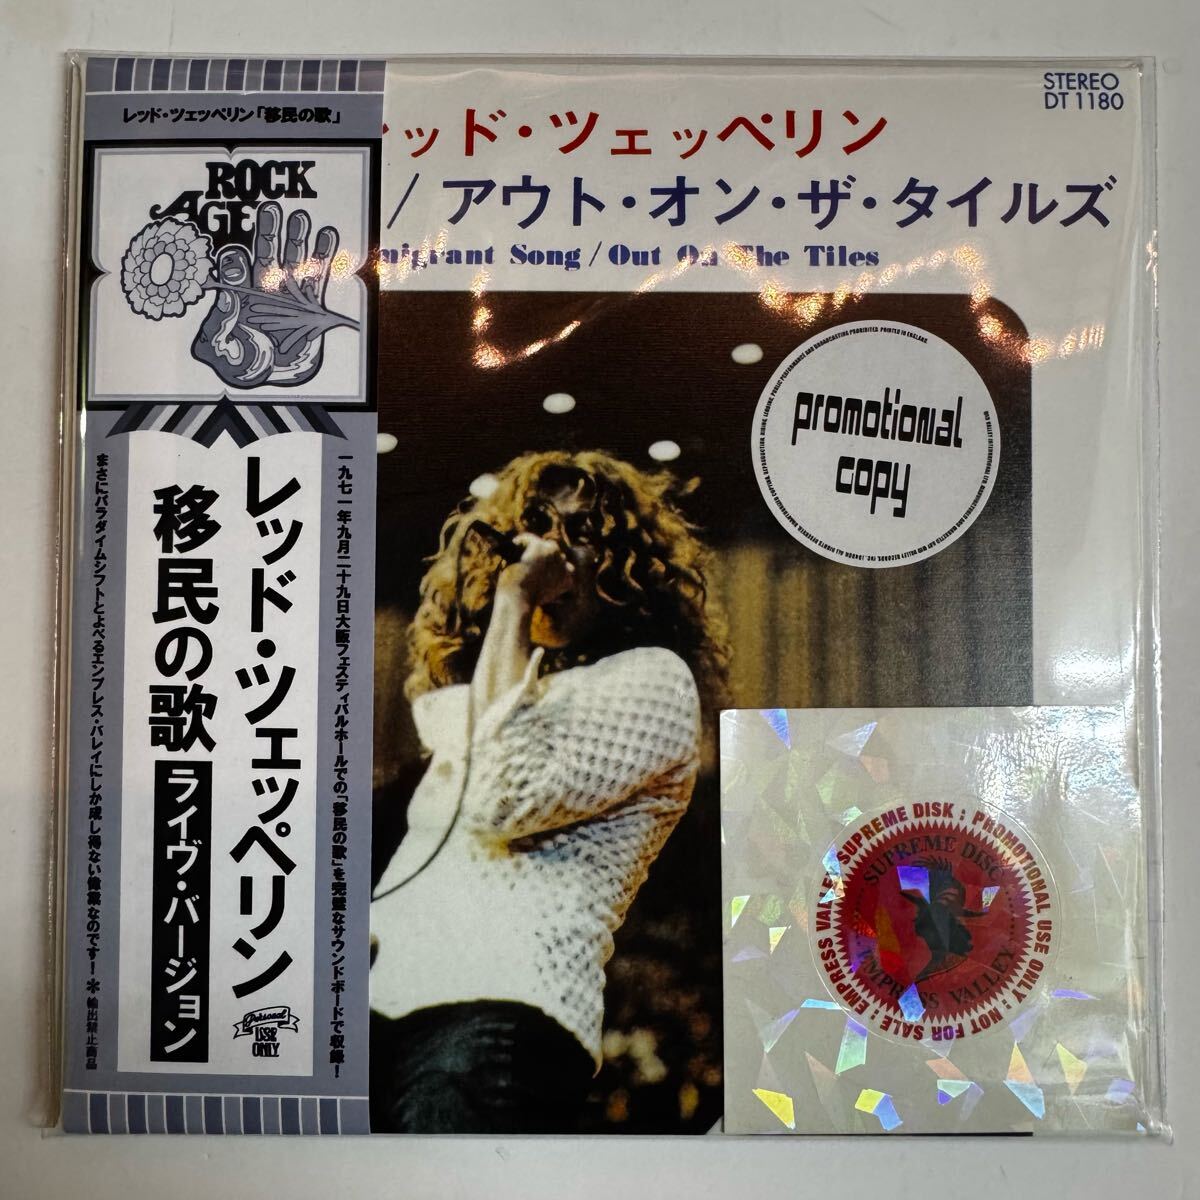 レッド・ツェッペリン「移民の歌」
ROCK
AGE
レッド・ツェッペリン
移民の歌
ライヴ・バージョン
一九七一年九月二十九日大阪フェスティバルホールでの「移民の歌」を完璧なサウンドボードで収録!
まさにパラダイムシフトとよべるエンプレス・バレイにしか成し得ない偉業なのです!*輸出禁止商品
Personal
USE
ONLY
STEREO
DT 1180
ッド・ツェッペリン
/アウト・オン・ザ・タイルズ
migrant Song/Out On The Tiles
promotional
copy
SUPREME DISK : PROMOTIONAL USE ONLY : NOT FOR SALE : EMPRESS VALLEY
SUPREME DISC
EMPRESS VALLEY